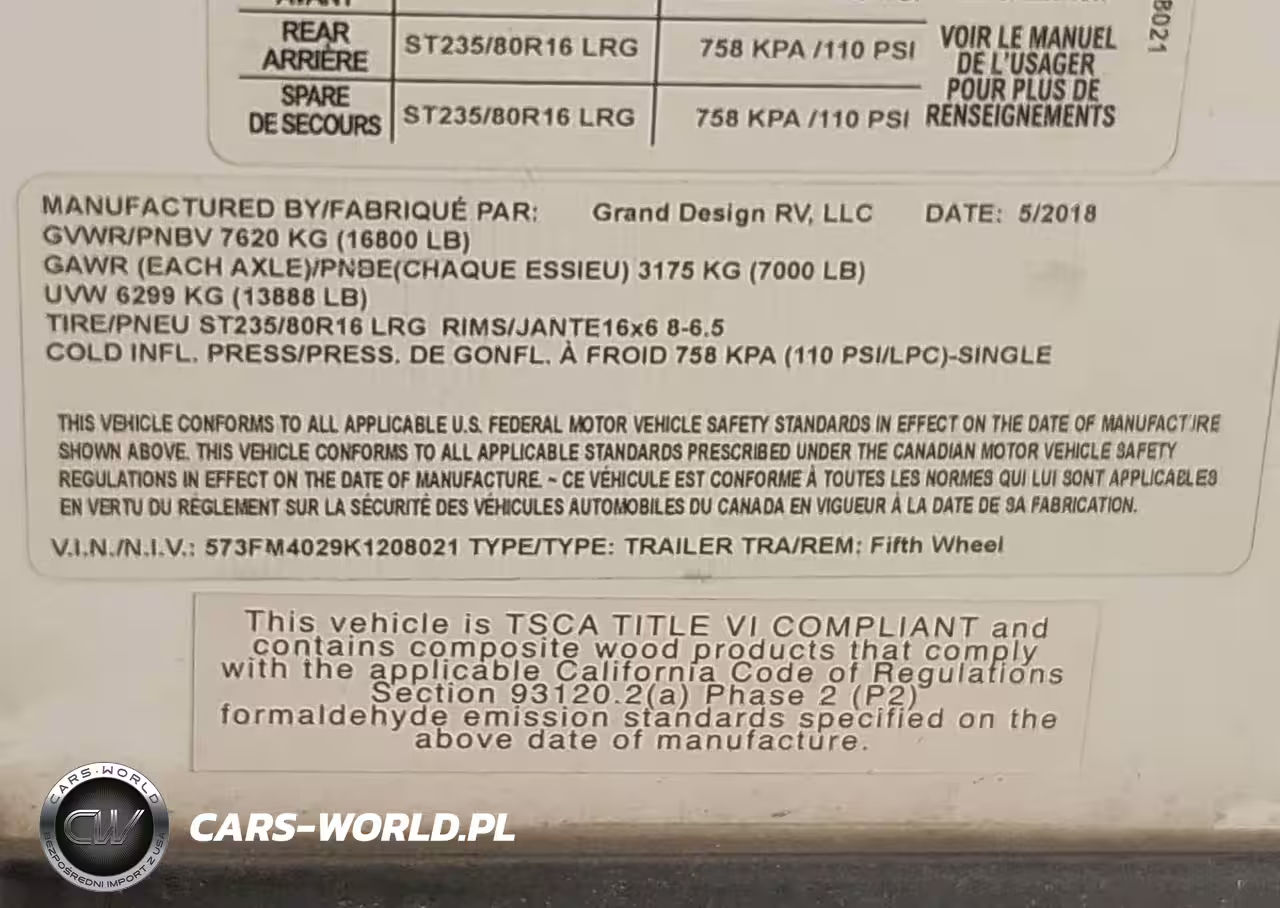 AVANT
REAR ST235/80R16 LRG 758 KPA /110 PSI VOIR LE MANUEL
ARRIÈRE DE L'USAGER
SPARE ST235/80R16 LRG 758 KPA /110 PSI POUR PLUS DE
DE SECOURS RENSEIGNEMENTS
8021
MANUFACTURED BY/FABRIQUÉ PAR: Grand Design RV, LLC DATE: 5/2018
GVWR/PNBV 7620 KG (16800 LB)
GAWR (EACH AXLE)/PNBE(CHAQUE ESSIEU) 3175 KG (7000 LB)
UVW 6299 KG (13888 LB)
TIRE/PNEU ST235/80R16 LRG RIMS/JANTE16x6 8-6.5
COLD INFL. PRESS/PRESS. DE GONFL. À FROID 758 KPA (110 PSI/LPC)-SINGLE
THIS VEHICLE CONFORMS TO ALL APPLICABLE U.S. FEDERAL MOTOR VEHICLE SAFETY STANDARDS IN EFFECT ON THE DATE OF MANUFACTURE
SHOWN ABOVE. THIS VEHICLE CONFORMS TO ALL APPLICABLE STANDARDS PRESCRIBED UNDER THE CANADIAN MOTOR VEHICLE SAFETY
REGULATIONS IN EFFECT ON THE DATE OF MANUFACTURE. ~ CE VÉHICULE EST CONFORME À TOUTES LES NORMES QUI LUI SONT APPLICABLES
EN VERTU DU RÈGLEMENT SUR LA SÉCURITÉ DES VÉHICULES AUTOMOBILES DU CANADA EN VIGUEUR À LA DATE DE SA FABRICATION.
V.I.N./N.I.V.: 573FM4029K1208021 TYPE/TYPE: TRAILER TRA/REM: Fifth Wheel
This vehicle is TSCA TITLE VI COMPLIANT and
contains composite wood products that comply
with the applicable California Code of Regulations
Section 93120.2(a) Phase 2 (P2)
formaldehyde emission standards specified on the
above date of manufacture.
CARS-WORLD
CW
BEZPOŚREDNI IMPORT Z USA
CARS-WORLD.PL